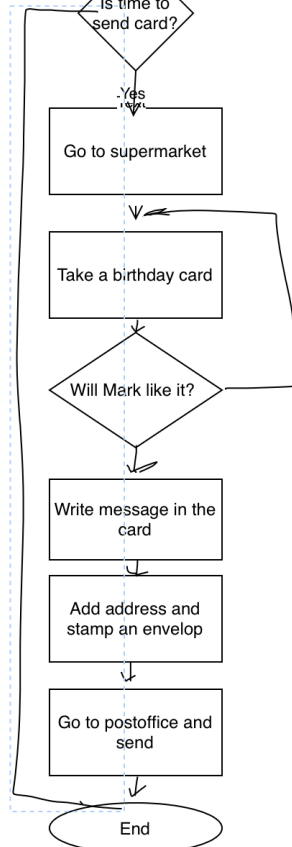 Is time to
send card?
Yes
Go to supermarket
Take a birthday card
Will Mark like it?
Write message in the
card
Add address and
stamp an envelop
Go to postoffice and
send
End